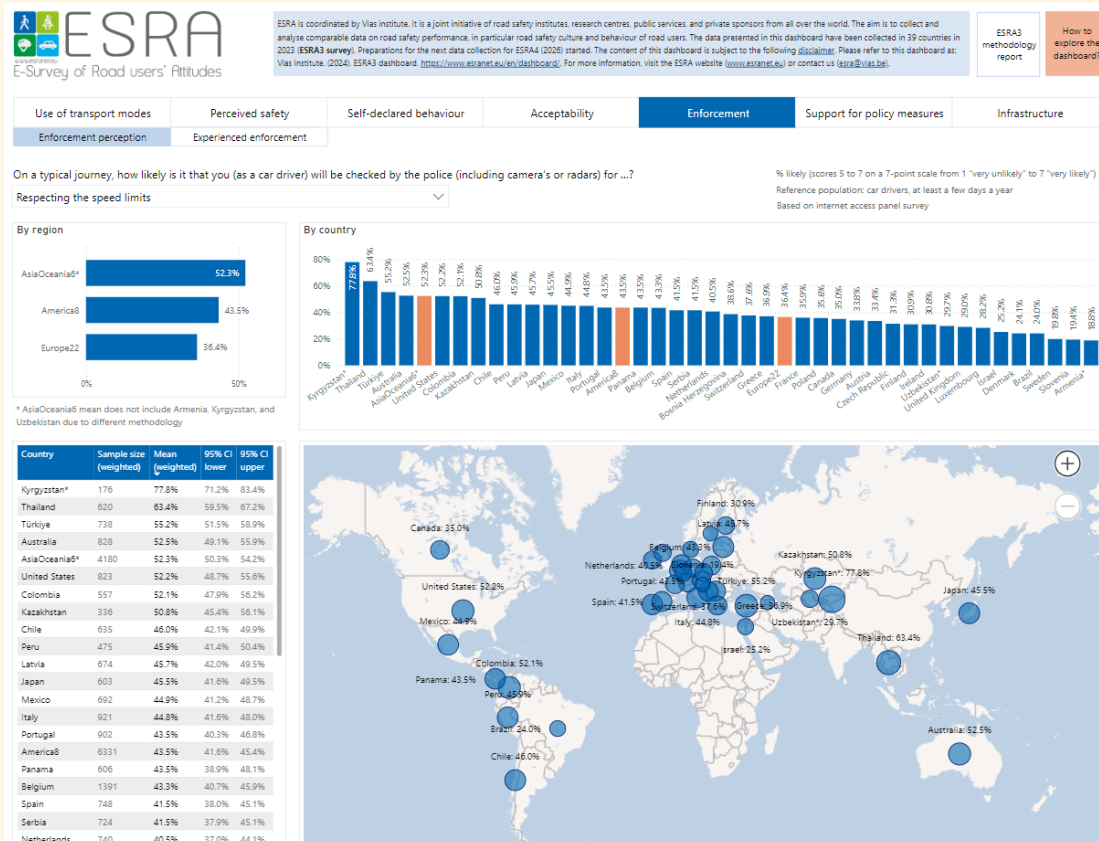 ESRA
www.esranet.eu
E-Survey of Road users' Attitudes
ESRA is coordinated by Vias institute. It is a joint initiative of road safety institutes, research centres, public services, and private sponsors from all over the world. The aim is to collect and
analyse comparable data on road safety performance, in particular road safety culture and behaviour of road users. The data presented in this dashboard have been collected in 39 countries in
2023 (ESRA3 survey). Preparations for the next data collection for ESRA4 (2026) started. The content of this dashboard is subject to the following disclaimer. Please refer to this dashboard as:
Vias institute. (2024). ESRA3 dashboard. https://www.esranet.eu/en/dashboard/. For more information, visit the ESRA website (www.esranet.eu) or contact us (esra@vias.be).
ESRA3
methodology
report
How to
explore the
dashboard?
Use of transport modes
Perceived safety
Self-declared behaviour
Acceptability
Enforcement
Support for policy measures
Infrastructure
Enforcement perception
Experienced enforcement
On a typical journey, how likely is it that you (as a car driver) will be checked by the police (including camera's or radars) for ...?
Respecting the speed limits
% likely (scores 5 to 7 on a 7-point scale from 1 "very unlikely" to 7 "very likely")
Reference population: car drivers, at least a few days a year
Based on internet access panel survey
By region
AsiaOceania6* 52.3%
America8 43.5%
Europe22 36.4%
0% 50%
* AsiaOceania6 mean does not include Armenia, Kyrgyzstan, and
Uzbekistan due to different methodology
By country
80%
60%
40%
20%
0%
77.8% 63.4% 55.2% 52.5% 52.3% 52.2% 52.1% 50.8% 46.0% 45.9% 45.7% 45.5% 44.9% 44.8% 43.5% 43.5% 43.5% 43.3% 41.5% 41.5% 40.5% 38.6% 37.6% 36.9% 36.4% 35.9% 35.6% 35.0% 33.8% 33.4% 31.3% 30.9% 30.8% 29.7% 29.0% 28.2% 25.2% 24.1% 24.0% 19.8% 19.4% 18.8%
Kyrgyzstan* Thailand Türkiye Australia AsiaOceania6* United States Colombia Kazakhstan Chile Peru Latvia Japan Mexico Italy Portugal America8 Panama Belgium Spain Serbia Netherlands Bosnia Herzegovina Switzerland Greece Europe22 France Poland Canada Germany Austria Czech Republic Finland Ireland Uzbekistan* United Kingdom Luxembourg Israel Denmark Brazil Sweden Slovenia Armenia*
Country Sample size (weighted) Mean (weighted) 95% CI lower 95% CI upper
Kyrgyzstan* 176 77.8% 71.2% 83.4%
Thailand 620 63.4% 59.5% 67.2%
Türkiye 738 55.2% 51.5% 58.9%
Australia 828 52.5% 49.1% 55.9%
AsiaOceania6* 4180 52.3% 50.3% 54.2%
United States 823 52.2% 48.7% 55.6%
Colombia 557 52.1% 47.9% 56.2%
Kazakhstan 336 50.8% 45.4% 56.1%
Chile 635 46.0% 42.1% 49.9%
Peru 475 45.9% 41.4% 50.4%
Latvia 674 45.7% 42.0% 49.5%
Japan 603 45.5% 41.6% 49.5%
Mexico 692 44.9% 41.2% 48.7%
Italy 921 44.8% 41.6% 48.0%
Portugal 902 43.5% 40.3% 46.8%
America8 6331 43.5% 41.6% 45.4%
Panama 606 43.5% 38.9% 48.1%
Belgium 1391 43.3% 40.7% 45.9%
Spain 748 41.5% 38.0% 45.1%
Serbia 724 41.5% 37.9% 45.1%
Netherlands 740 40.5% 37.0% 44.1%
Finland: 30.9%
Canada: 35.0%
Latvia: 45.7%
Belgium: 43.3%
Kazakhstan: 50.8%
Netherlands: 40.5%
Slovenia: 19.4%
Kyrgyzstan*: 77.8%
Portugal: 43.5%
Türkiye: 55.2%
United States: 52.2%
Japan: 45.5%
Spain: 41.5%
Switzerland: 37.6%
Greece: 36.9%
Mexico: 44.9%
Italy: 44.8%
Uzbekistan*: 29.7%
Thailand: 63.4%
Israel: 25.2%
Colombia: 52.1%
Panama: 43.5%
Peru: 45.9%
Brazil: 24.0%
Australia: 52.5%
Chile: 46.0%